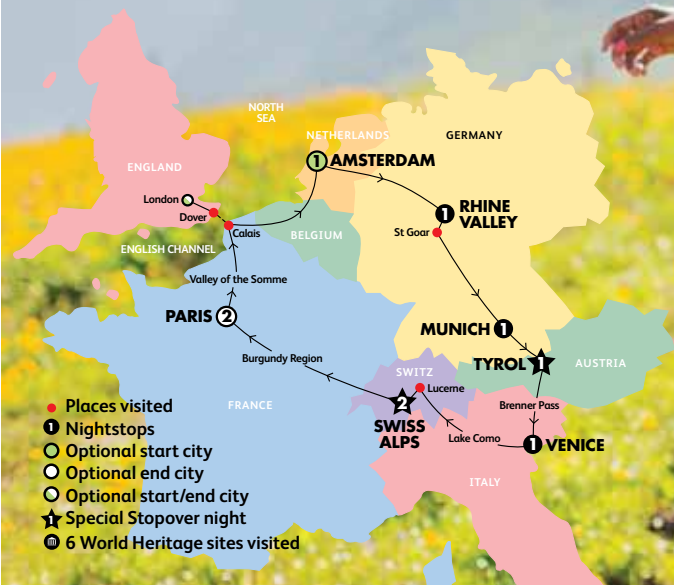 NORTH
SEA
NETHERLANDS
GERMANY
1 AMSTERDAM
ENGLAND
London
Dover
Calais
1 RHINE
VALLEY
St Goar
ENGLISH CHANNEL
BELGIUM
Valley of the Somme
PARIS 2
MUNICH 1
TYROL 1
AUSTRIA
Burgundy Region
SWITZ
Lucerne
2
SWISS
ALPS
Brenner Pass
FRANCE
Lake Como
1 VENICE
ITALY
Places visited
1 Nightstops
Optional start city
Optional end city
Optional start/end city
1 Special Stopover night
6 World Heritage sites visited